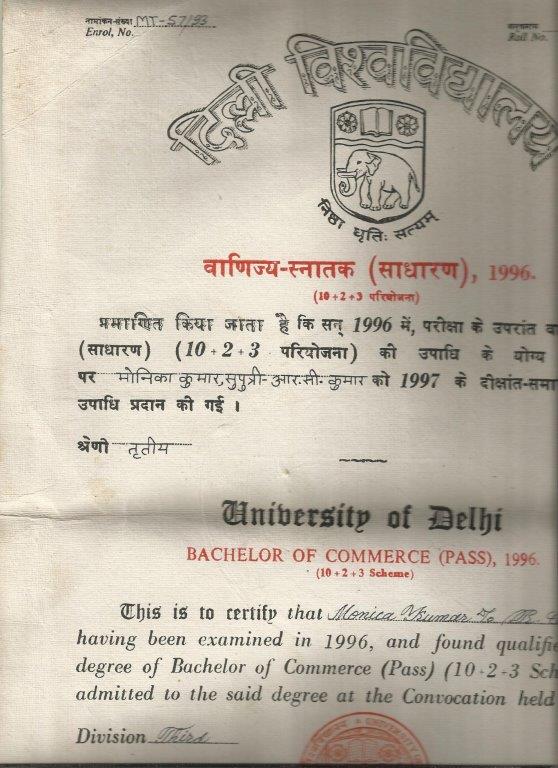 नामांकन-संख्या MT-57/93
Enrol, No.
Roll No.
दिल्ली विश्वविद्यालय
निष्ठा धृतिः सत्यम्
वाणिज्य-स्नातक (साधारण), 1996.
(10+2+3 परियोजना)
प्रमाणित किया जाता है कि सन् 1996 में, परीक्षा के उपरांत
(साधारण) (10+2+3 परियोजना) की उपाधि के योग्य
पर मोनिका कुमार, सुपुत्री-आर.सी. कुमार को 1997 के दीक्षांत-समा
उपाधि प्रदान की गई ।
श्रेणी तृतीय
University of Delhi
BACHELOR OF COMMERCE (PASS), 1996.
(10+2+3 Scheme)
This is to certify that Monica Kumar
having been examined in 1996, and found qualifie
degree of Bachelor of Commerce (Pass) (10+2+3 Sch
admitted to the said degree at the Convocation held
Division Third